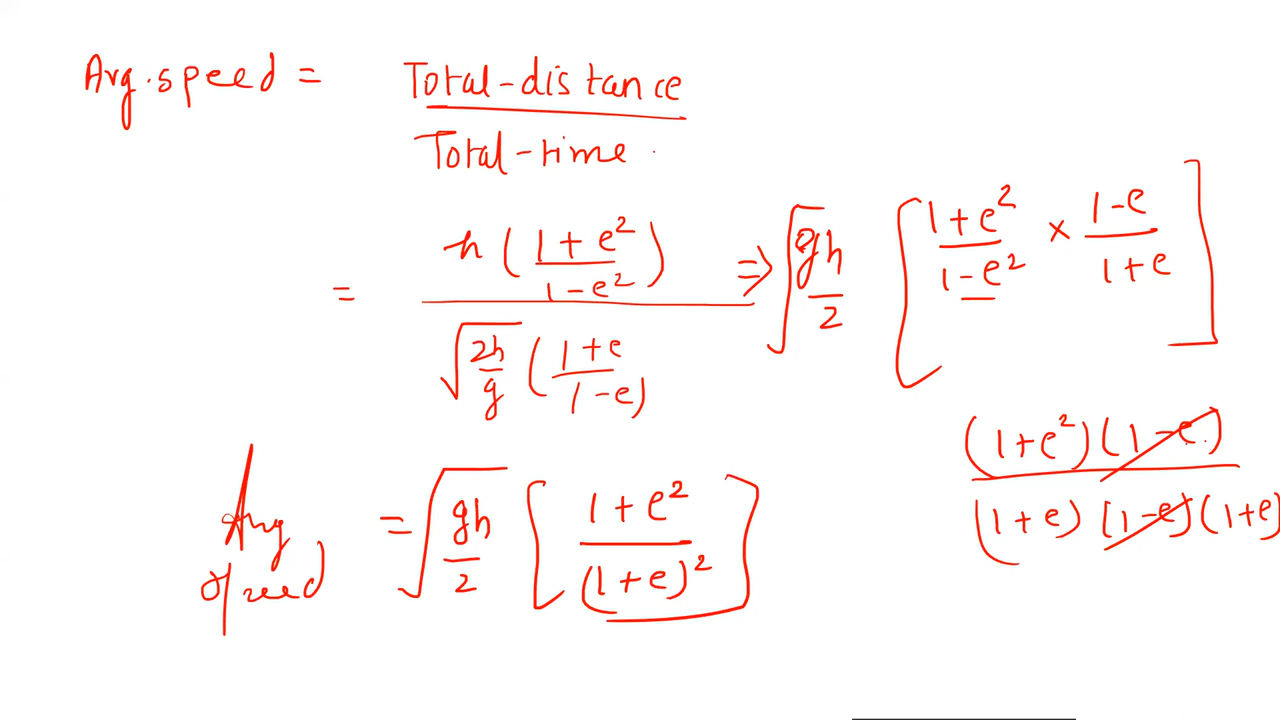 Avg. speed = Total-distance / Total-time
= h ( (1 + e²) / (1 - e²) ) / √(2h/g) ( (1 + e) / (1 - e) ) ⇒ √(gh/2) [ (1 + e²) / (1 - e²) × (1 - e) / (1 + e) ]
(1 + e²) (1 - e) / (1 + e) (1 - e) (1 + e)
Avg speed = √(gh/2) [ (1 + e²) / (1 + e)² ]